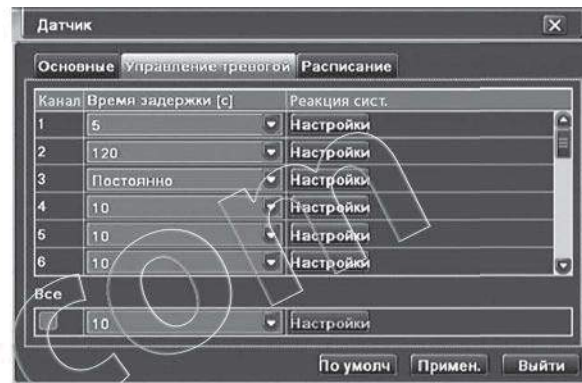 Датчик
Основные Управление тревогой Расписание
Канал Время задержки [с] Реакция сист.
1 5 Настройки
2 120 Настройки
3 Постоянно Настройки
4 10 Настройки
5 10 Настройки
6 10 Настройки
Все
10 Настройки
По умолч Примен. Выйти
com